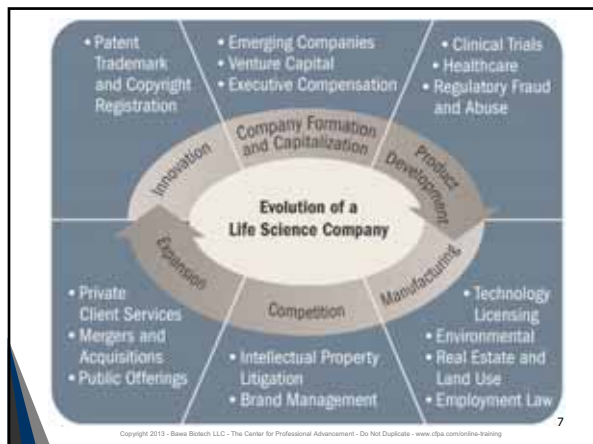 • Patent
Trademark
and Copyright
Registration
• Emerging Companies
• Venture Capital
• Executive Compensation
• Clinical Trials
• Healthcare
• Regulatory Fraud
and Abuse
Innovation
Company Formation
and Capitalization
Product
Development
Evolution of a
Life Science Company
Expansion
Competition
Manufacturing
• Private
Client Services
• Mergers and
Acquisitions
• Public Offerings
• Intellectual Property
Litigation
• Brand Management
• Technology
Licensing
• Environmental
• Real Estate and
Land Use
• Employment Law
7
Copyright 2013 - Bawa Biotech LLC - The Center for Professional Advancement - Do Not Duplicate - www.cfpa.com/online-training